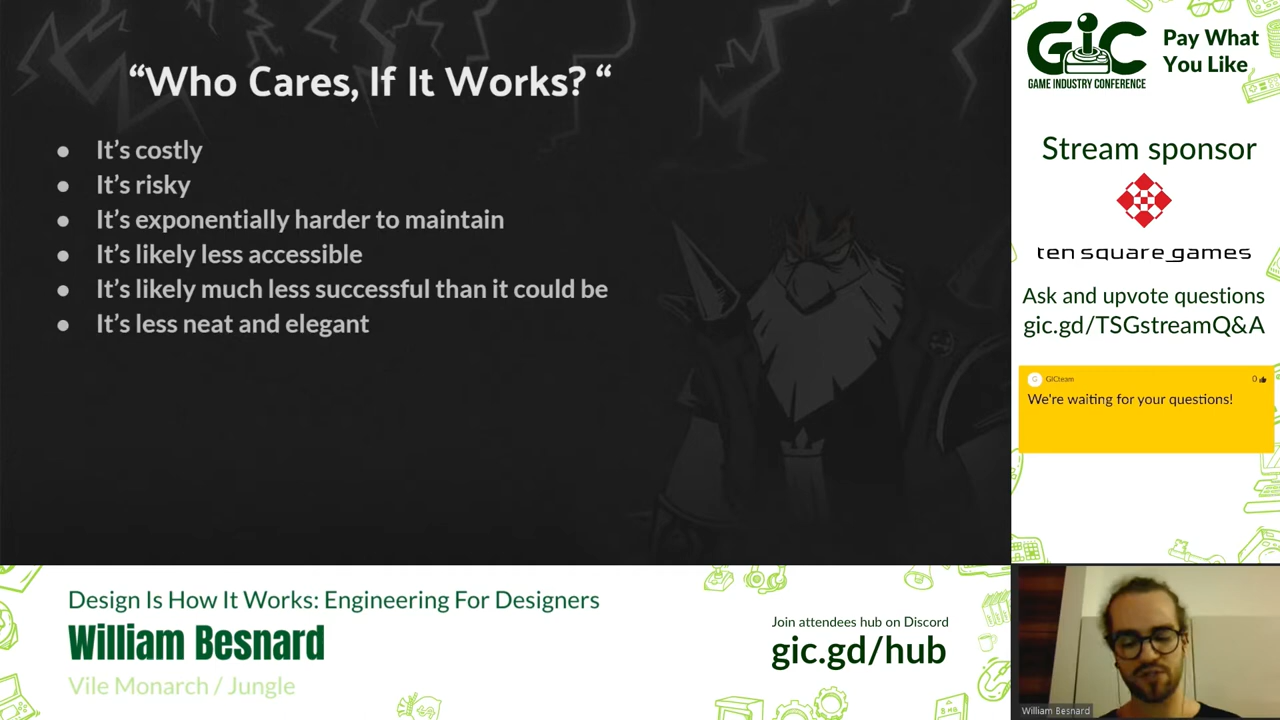 “Who Cares, If It Works? “
● It’s costly
● It’s risky
● It’s exponentially harder to maintain
● It’s likely less accessible
● It’s likely much less successful than it could be
● It’s less neat and elegant
GIC
GAME INDUSTRY CONFERENCE
Pay What
You Like
Stream sponsor
ten square games
Ask and upvote questions
gic.gd/TSGstreamQ&A
G GICteam 0
We're waiting for your questions!
Design Is How It Works: Engineering For Designers
William Besnard
Vile Monarch / Jungle
Join attendees hub on Discord
gic.gd/hub
William Besnard